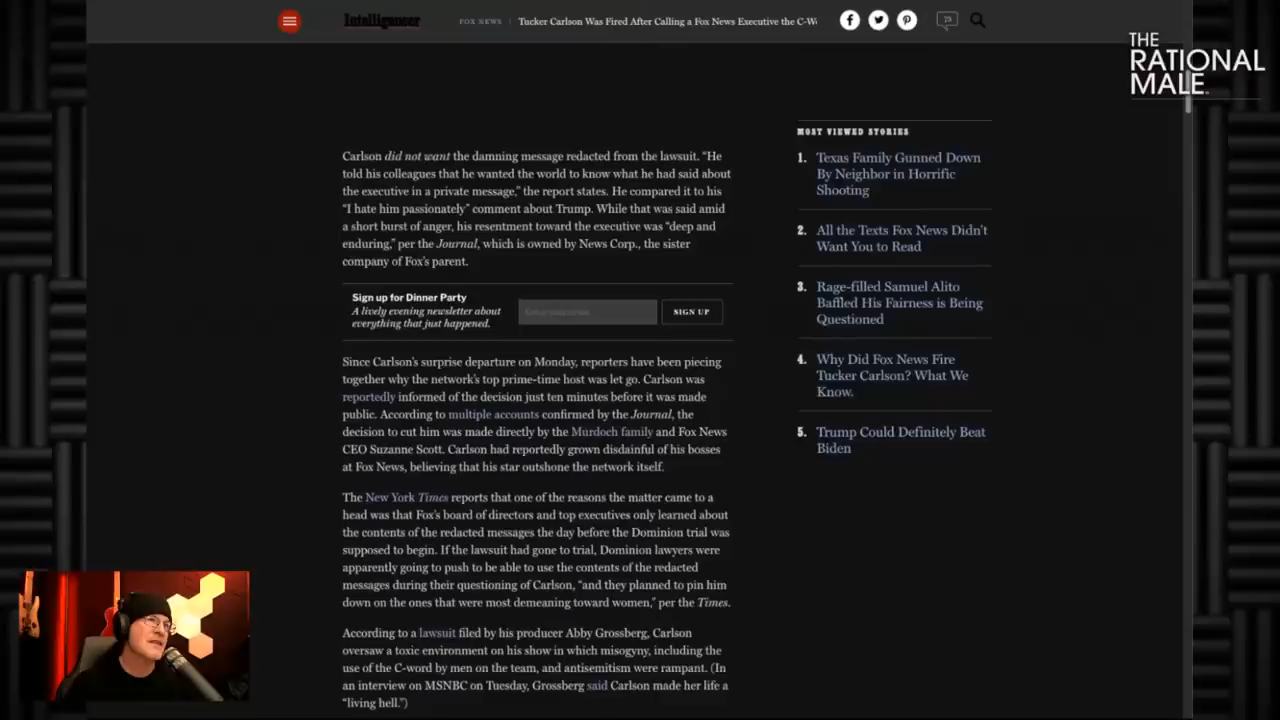 Intelligencer
FOX NEWS
Tucker Carlson Was Fired After Calling a Fox News Executive the C-Wo
73
THE
RATIONAL
MALE
Carlson did not want the damning message redacted from the lawsuit. “He
told his colleagues that he wanted the world to know what he had said about
the executive in a private message,” the report states. He compared it to his
“I hate him passionately” comment about Trump. While that was said amid
a short burst of anger, his resentment toward the executive was “deep and
enduring,” per the Journal, which is owned by News Corp., the sister
company of Fox’s parent.
Sign up for Dinner Party
A lively evening newsletter about
everything that just happened.
SIGN UP
Since Carlson’s surprise departure on Monday, reporters have been piecing
together why the network’s top prime-time host was let go. Carlson was
reportedly informed of the decision just ten minutes before it was made
public. According to multiple accounts confirmed by the Journal, the
decision to cut him was made directly by the Murdoch family and Fox News
CEO Suzanne Scott. Carlson had reportedly grown disdainful of his bosses
at Fox News, believing that his star outshone the network itself.
The New York Times reports that one of the reasons the matter came to a
head was that Fox’s board of directors and top executives only learned about
the contents of the redacted messages the day before the Dominion trial was
supposed to begin. If the lawsuit had gone to trial, Dominion lawyers were
apparently going to push to be able to use the contents of the redacted
messages during their questioning of Carlson, “and they planned to pin him
down on the ones that were most demeaning toward women,” per the Times.
According to a lawsuit filed by his producer Abby Grossberg, Carlson
oversaw a toxic environment on his show in which misogyny, including the
use of the C-word by men on the team, and antisemitism were rampant. (In
an interview on MSNBC on Tuesday, Grossberg said Carlson made her life a
“living hell.”)
MOST VIEWED STORIES
1. Texas Family Gunned Down
By Neighbor in Horrific
Shooting
2. All the Texts Fox News Didn’t
Want You to Read
3. Rage-filled Samuel Alito
Baffled His Fairness is Being
Questioned
4. Why Did Fox News Fire
Tucker Carlson? What We
Know.
5. Trump Could Definitely Beat
Biden